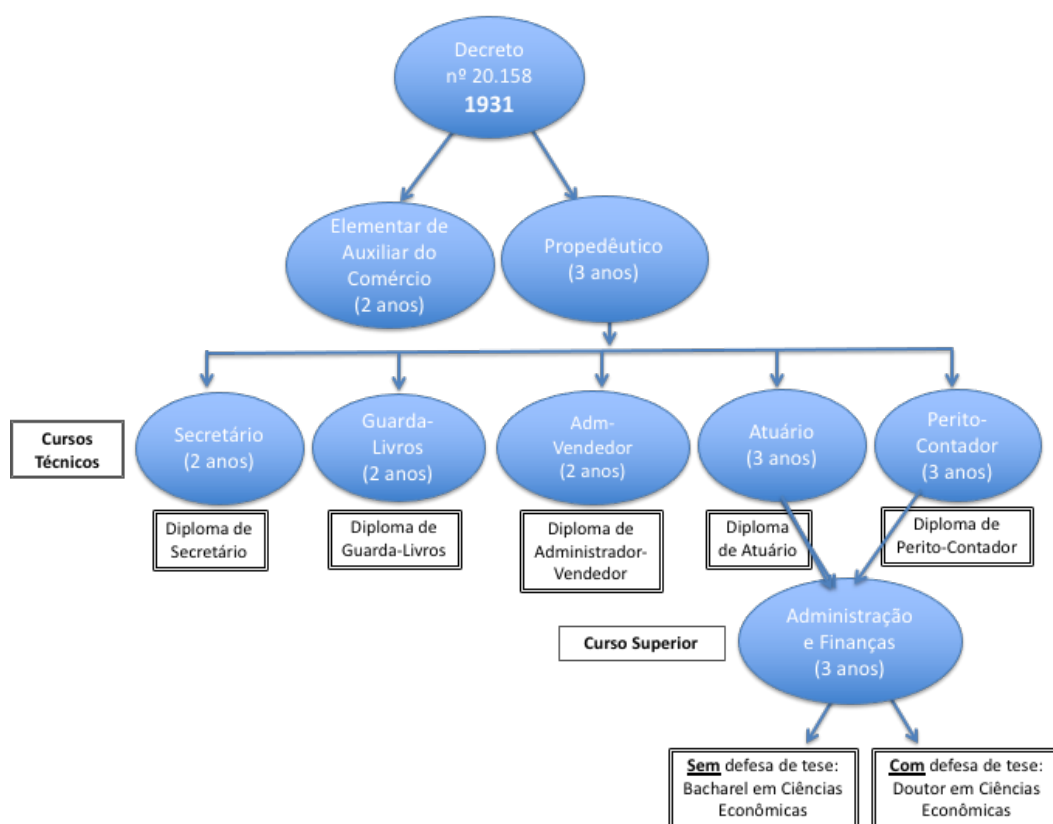 Decreto
nº 20.158
1931
Elementar de
Auxiliar do
Comércio
(2 anos)
Propedêutico
(3 anos)
Cursos
Técnicos
Secretário
(2 anos)
Guarda-
Livros
(2 anos)
Adm-
Vendedor
(2 anos)
Atuário
(3 anos)
Perito-
Contador
(3 anos)
Diploma de
Secretário
Diploma de
Guarda-Livros
Diploma de
Administrador-
Vendedor
Diploma
de Atuário
Diploma de
Perito-Contador
Curso Superior
Administração
e Finanças
(3 anos)
Sem defesa de tese:
Bacharel em Ciências
Econômicas
Com defesa de tese:
Doutor em Ciências
Econômicas